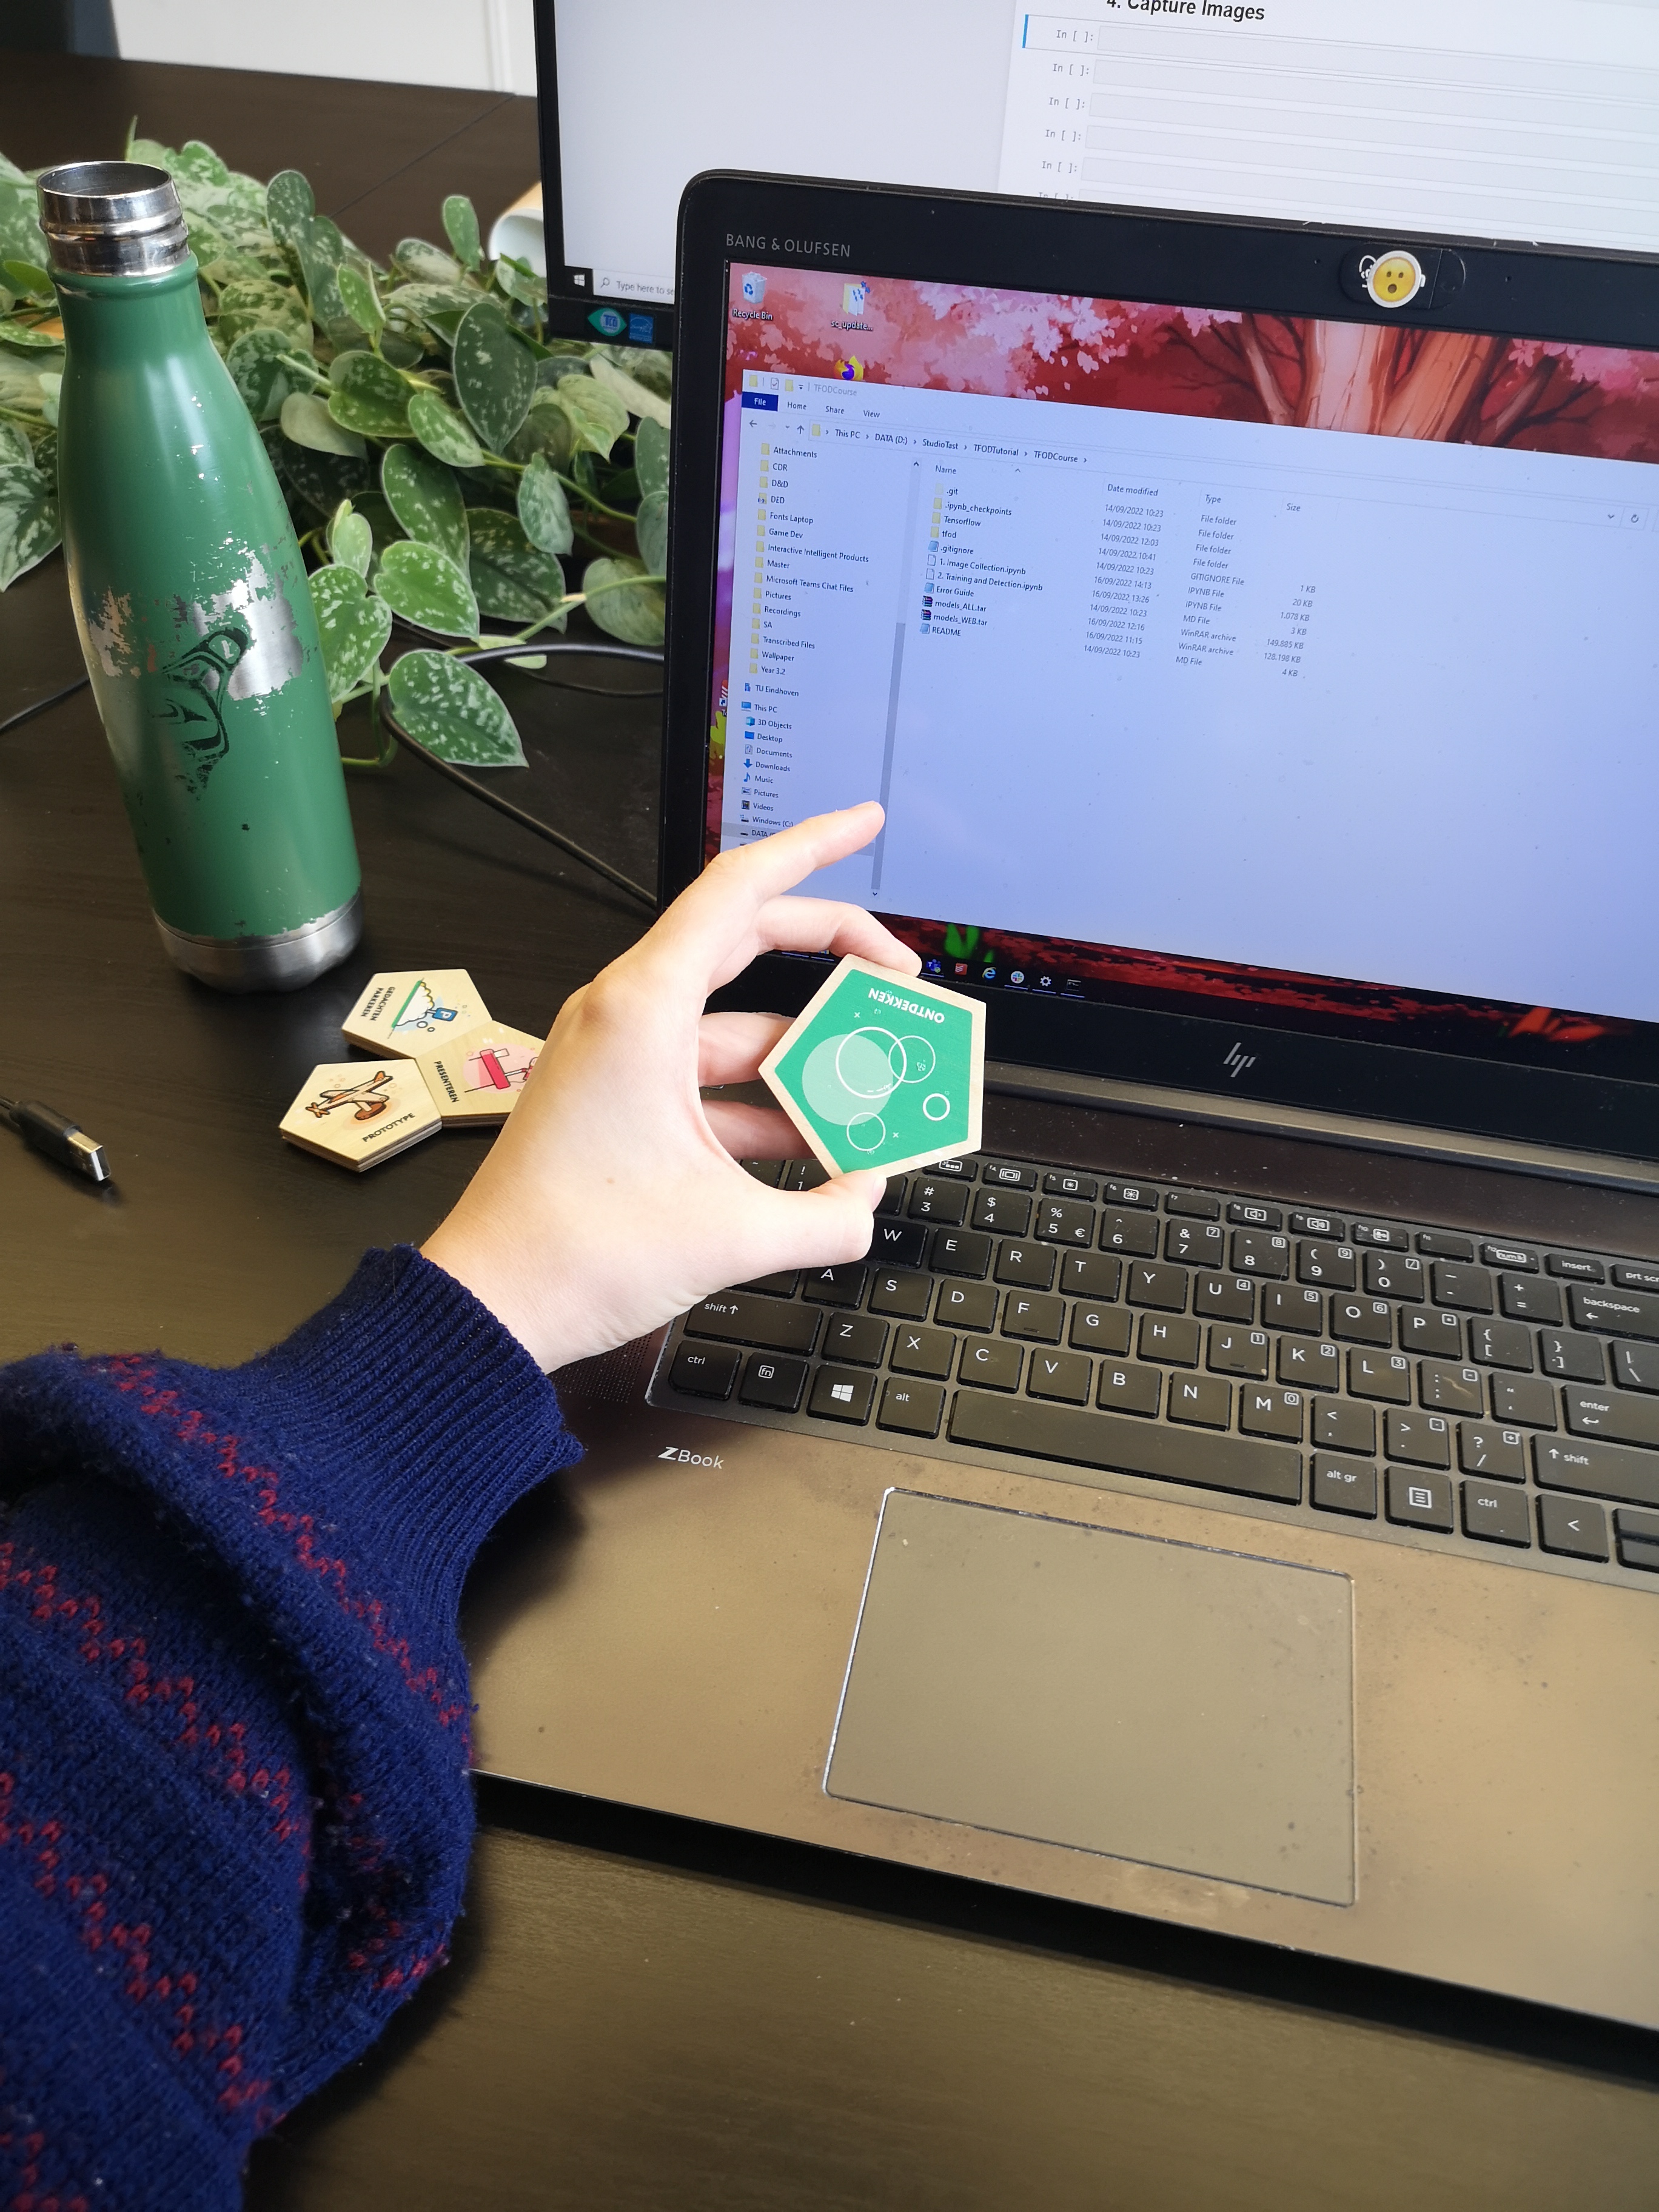 4. Capture Images
In [ ]:
In [ ]:
In [ ]:
In [ ]:
In [ ]:
In [ ]:
Type here to se
BANG & OLUFSEN
Recycle Bin
sc_update...
TFODCourse
File Home Share View
This PC > DATA (D:) > StudioTast > TFODTutorial > TFODCourse >
Name Date modified Type Size
.git 14/09/2022 10:23 File folder
.ipynb_checkpoints 14/09/2022 10:23 File folder
Tensorflow 14/09/2022 12:03 File folder
tfod 14/09/2022 10:41 File folder
.gitignore 14/09/2022 10:23 GITIGNORE File 1 KB
1. Image Collection.ipynb 16/09/2022 14:13 IPYNB File 20 KB
2. Training and Detection.ipynb 16/09/2022 13:26 IPYNB File 1.078 KB
Error Guide 14/09/2022 10:23 MD File 3 KB
models_ALL.tar 16/09/2022 12:16 WinRAR archive 149.885 KB
models_WEB.tar 16/09/2022 11:15 WinRAR archive 128.198 KB
README 14/09/2022 10:23 MD File 4 KB
Attachments
CDR
D&D
DED
Fonts Laptop
Game Dev
Interactive Intelligent Products
Master
Microsoft Teams Chat Files
Pictures
Recordings
SA
Transcribed Files
Wallpaper
Year 3.2
TU Eindhoven
This PC
3D Objects
Desktop
Documents
Downloads
Music
Pictures
Videos
Windows (C:)
DATA
GEDACHTEN
PARKEREN
P
PRESENTEREN
PROTOTYPE
ONTDEKKEN
hp
! 1 # 3 $ 4 % 5 € ^ 6 & 7 * 8 ( 9 ) 0 _ - + = backspace
insert prt scr
W E R T Y U I O P { [ } ] | \
A S D F G H J K L : ; " ' enter
shift Z X C V B N M < , > . ? / shift
ctrl fn alt alt gr ctrl <
ZBook